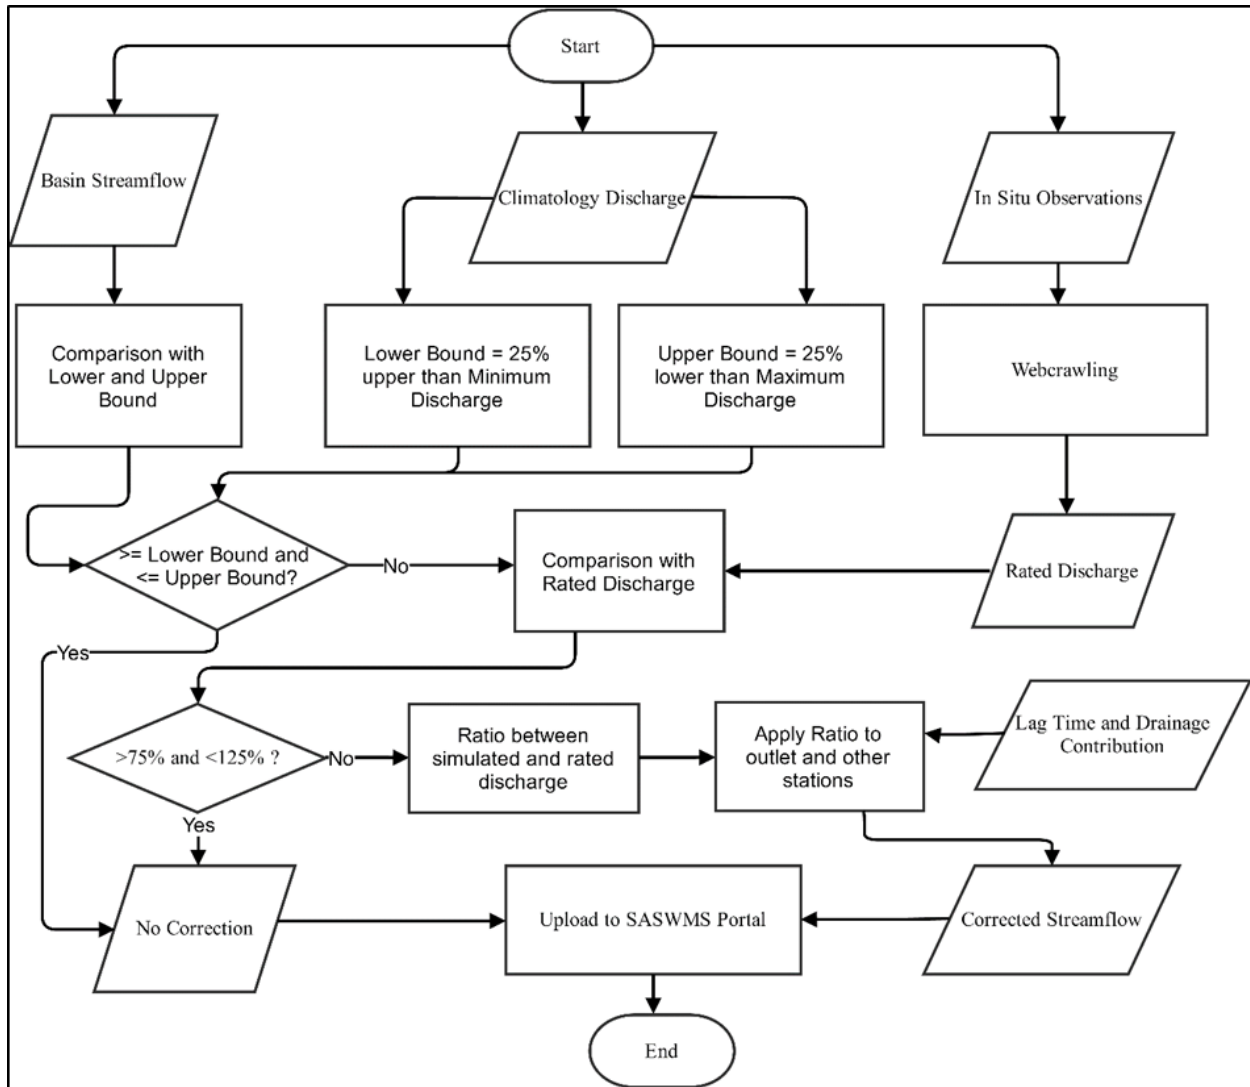 Start
Basin Streamflow
Climatology Discharge
In Situ Observations
Comparison with
Lower and Upper
Bound
Lower Bound = 25%
upper than Minimum
Discharge
Upper Bound = 25%
lower than Maximum
Discharge
Webcrawling
>= Lower Bound and
<= Upper Bound?
No
Comparison with
Rated Discharge
Rated Discharge
Yes
>75% and <125% ?
No
Ratio between
simulated and rated
discharge
Apply Ratio to
outlet and other
stations
Lag Time and Drainage
Contribution
Yes
No Correction
Upload to SASWMS Portal
Corrected Streamflow
End